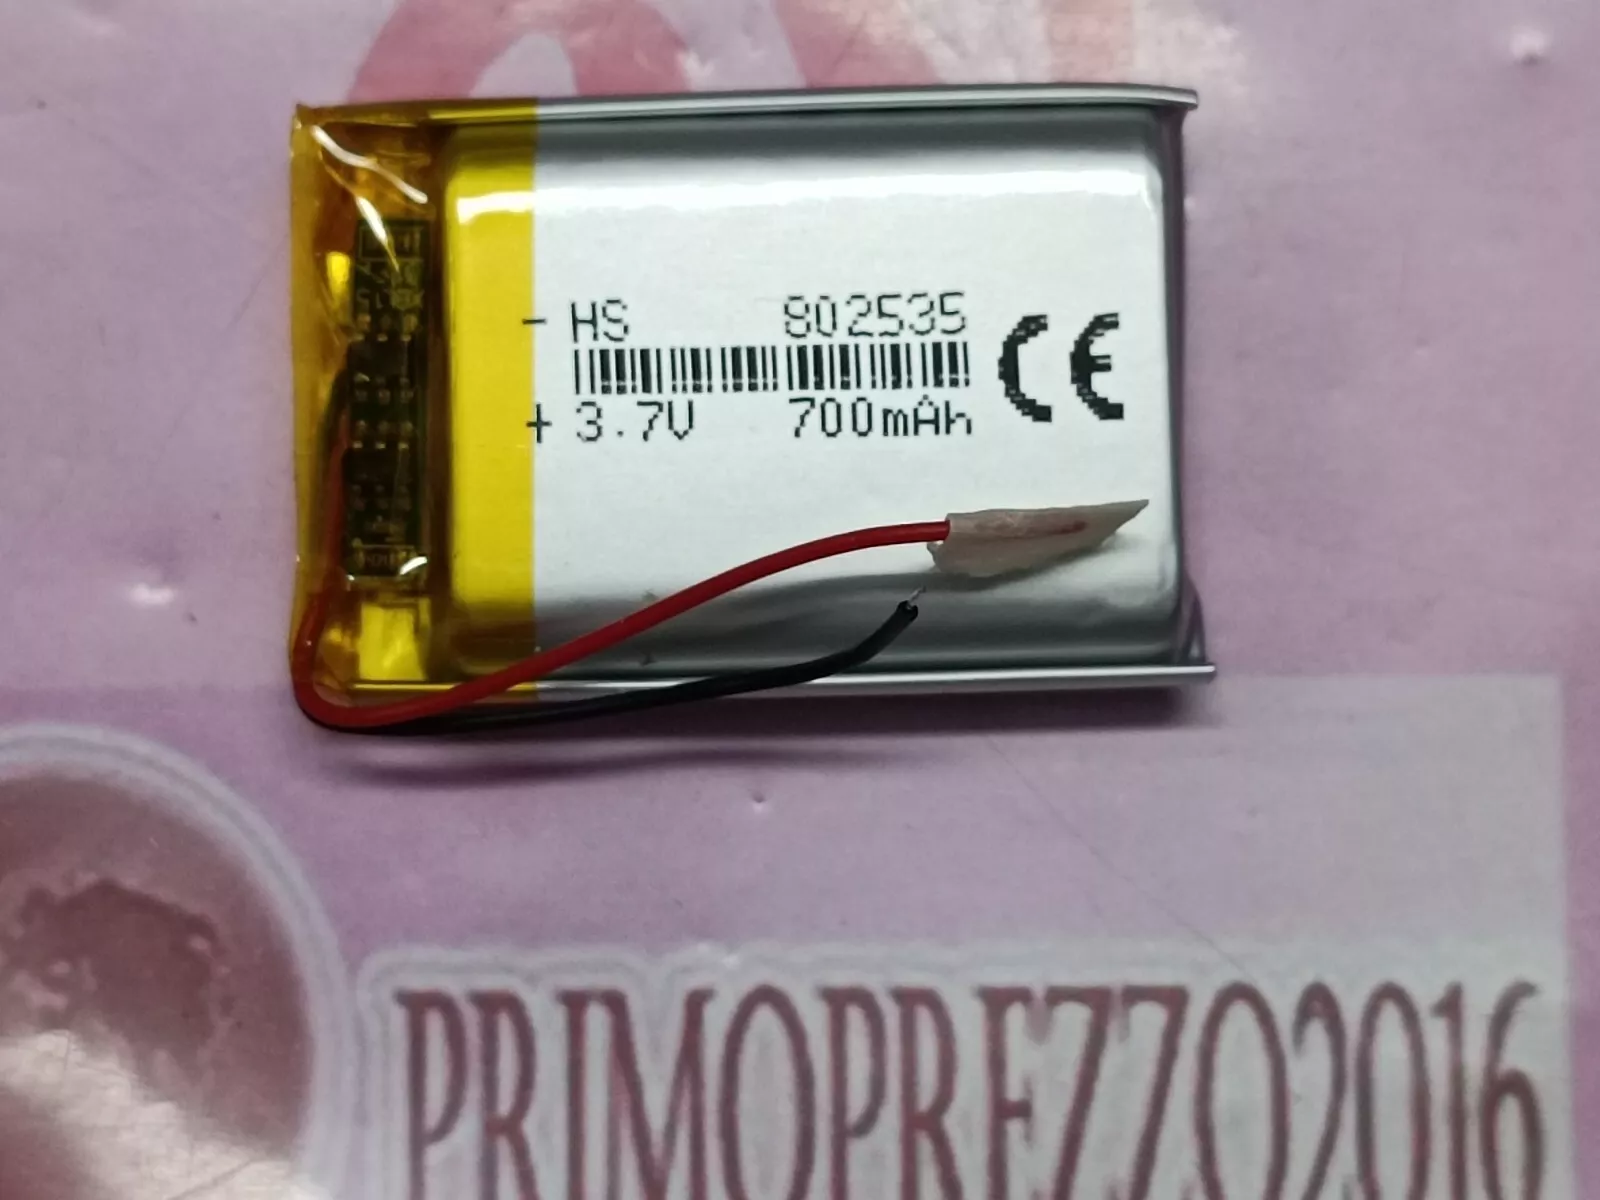 - HS 802535
+ 3.7V 700mAh
CE
PRIMOPREZZO2016